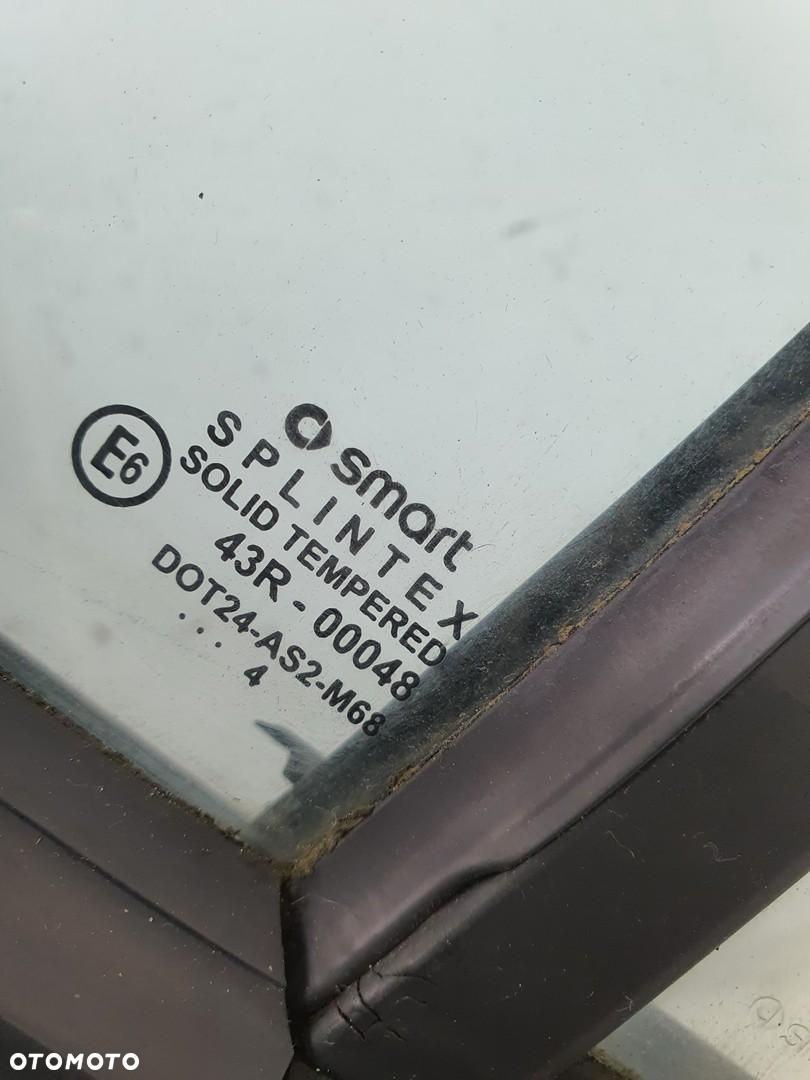 smart
SPLINTEX
E6
SOLID TEMPERED
43R - 00048
DOT24-AS2-M68
. . . 4
OTOMOTO